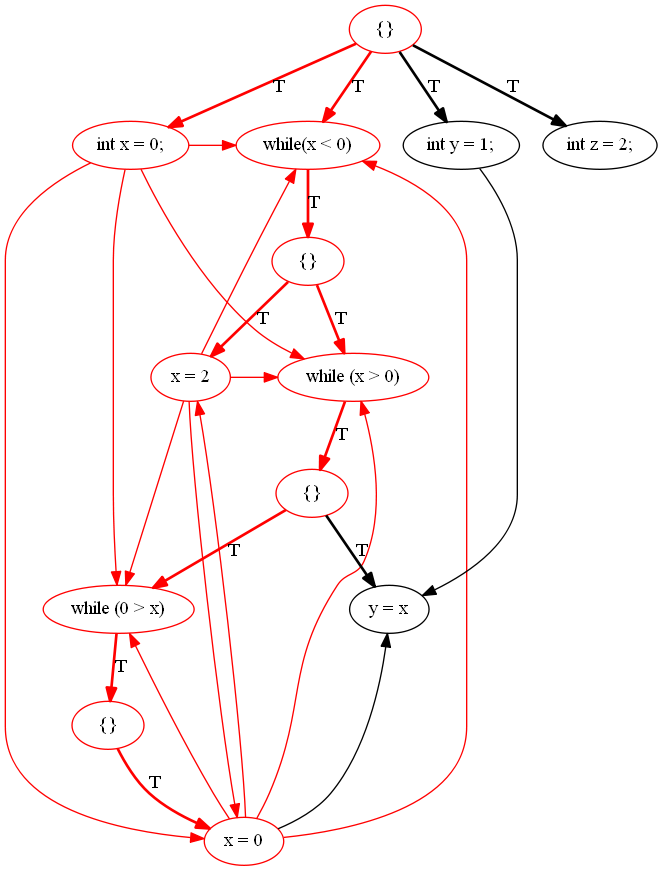 {}
T
T
T
T
int x = 0;
while(x < 0)
int y = 1;
int z = 2;
T
{}
T
T
x = 2
while (x > 0)
T
{}
T
T
while (0 > x)
y = x
T
{}
T
x = 0